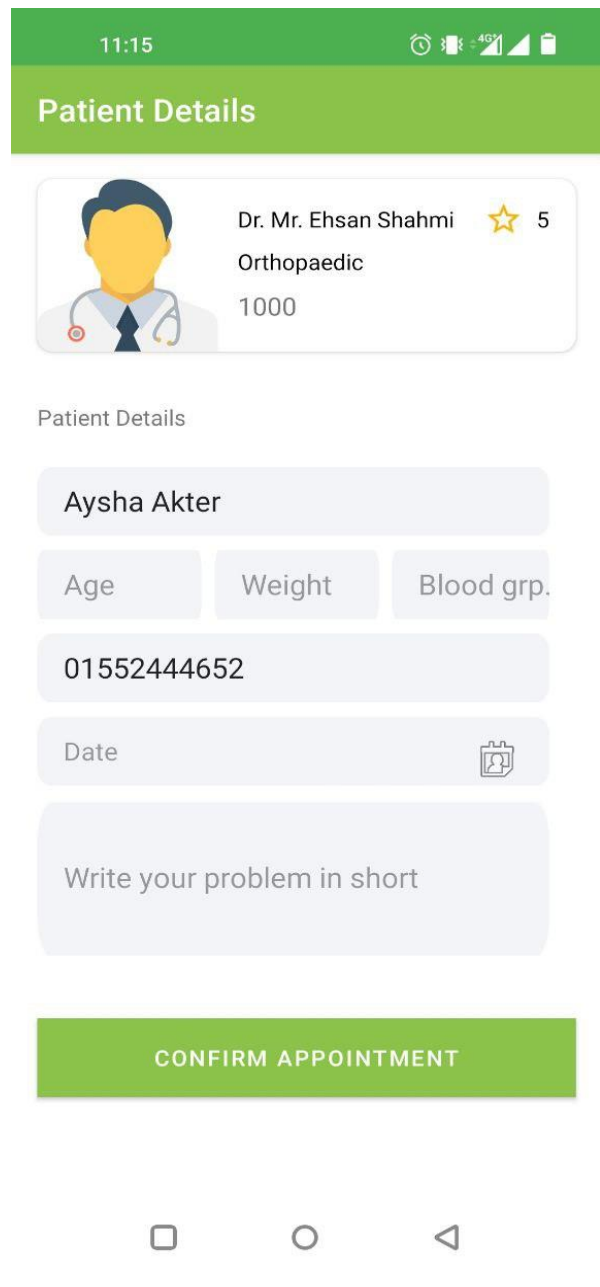 11:15 4G+
Patient Details
Dr. Mr. Ehsan Shahmi 5
Orthopaedic
1000
Patient Details
Aysha Akter
Age Weight Blood grp.
01552444652
Date
Write your problem in short
CONFIRM APPOINTMENT